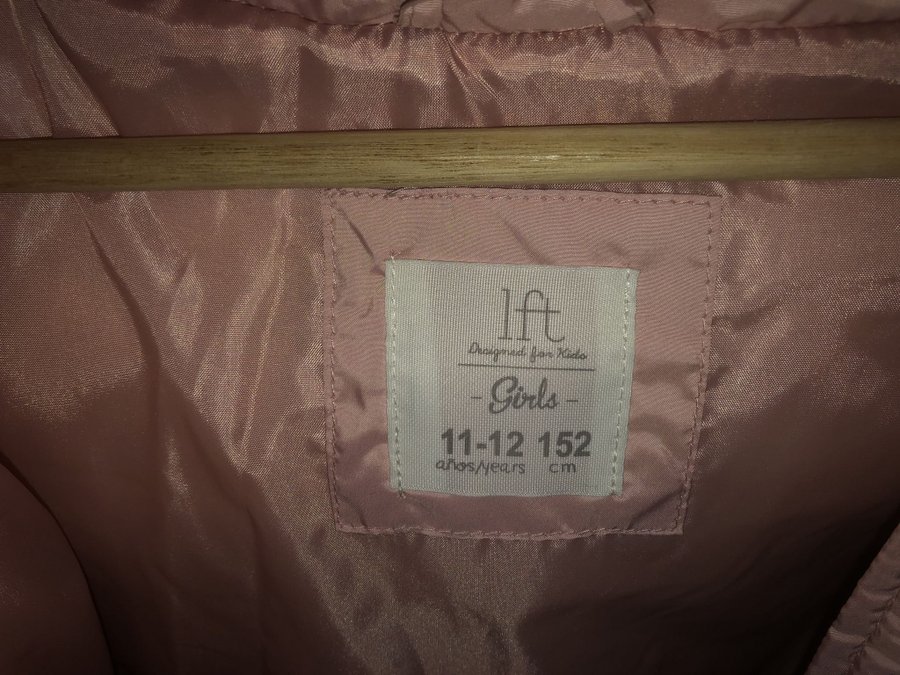 lft
Designed for Kids
- Girls -
11-12 152
años/years cm